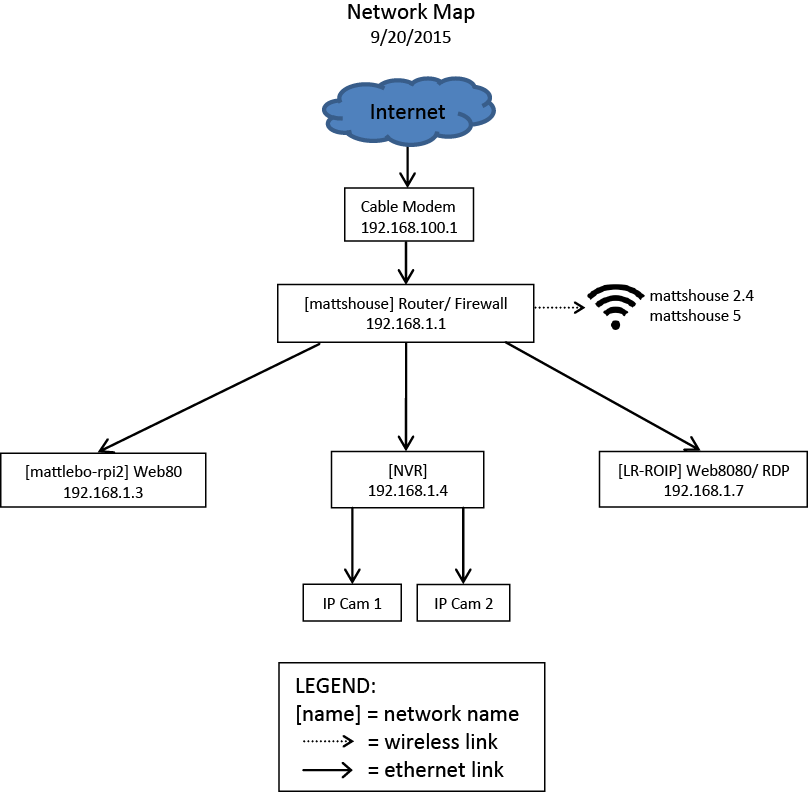 Network Map
9/20/2015
Internet
Cable Modem
192.168.100.1
[mattshouse] Router/ Firewall
192.168.1.1
mattshouse 2.4
mattshouse 5
[mattlebo-rpi2] Web80
192.168.1.3
[NVR]
192.168.1.4
[LR-ROIP] Web8080/ RDP
192.168.1.7
IP Cam 1
IP Cam 2
LEGEND:
[name] = network name
= wireless link
= ethernet link